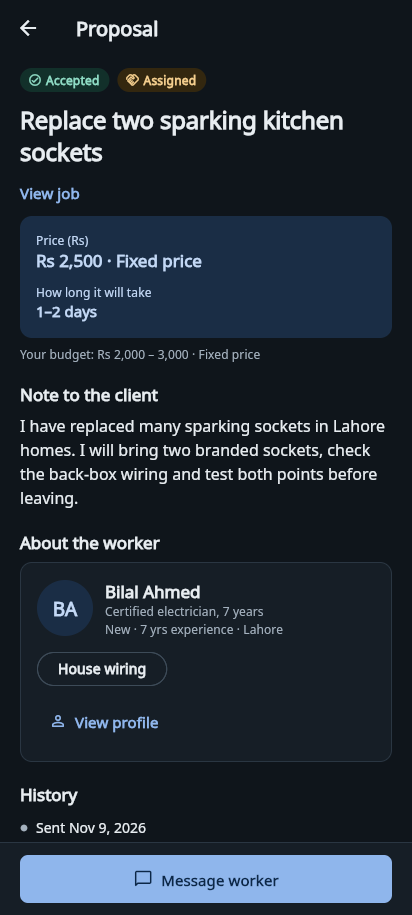 Proposal
Accepted
Assigned
Replace two sparking kitchen
sockets
View job
Price (Rs)
Rs 2,500 · Fixed price
How long it will take
1–2 days
Your budget: Rs 2,000 – 3,000 · Fixed price
Note to the client
I have replaced many sparking sockets in Lahore
homes. I will bring two branded sockets, check
the back-box wiring and test both points before
leaving.
About the worker
BA
Bilal Ahmed
Certified electrician, 7 years
New · 7 yrs experience · Lahore
House wiring
View profile
History
Sent Nov 9, 2026
Message worker